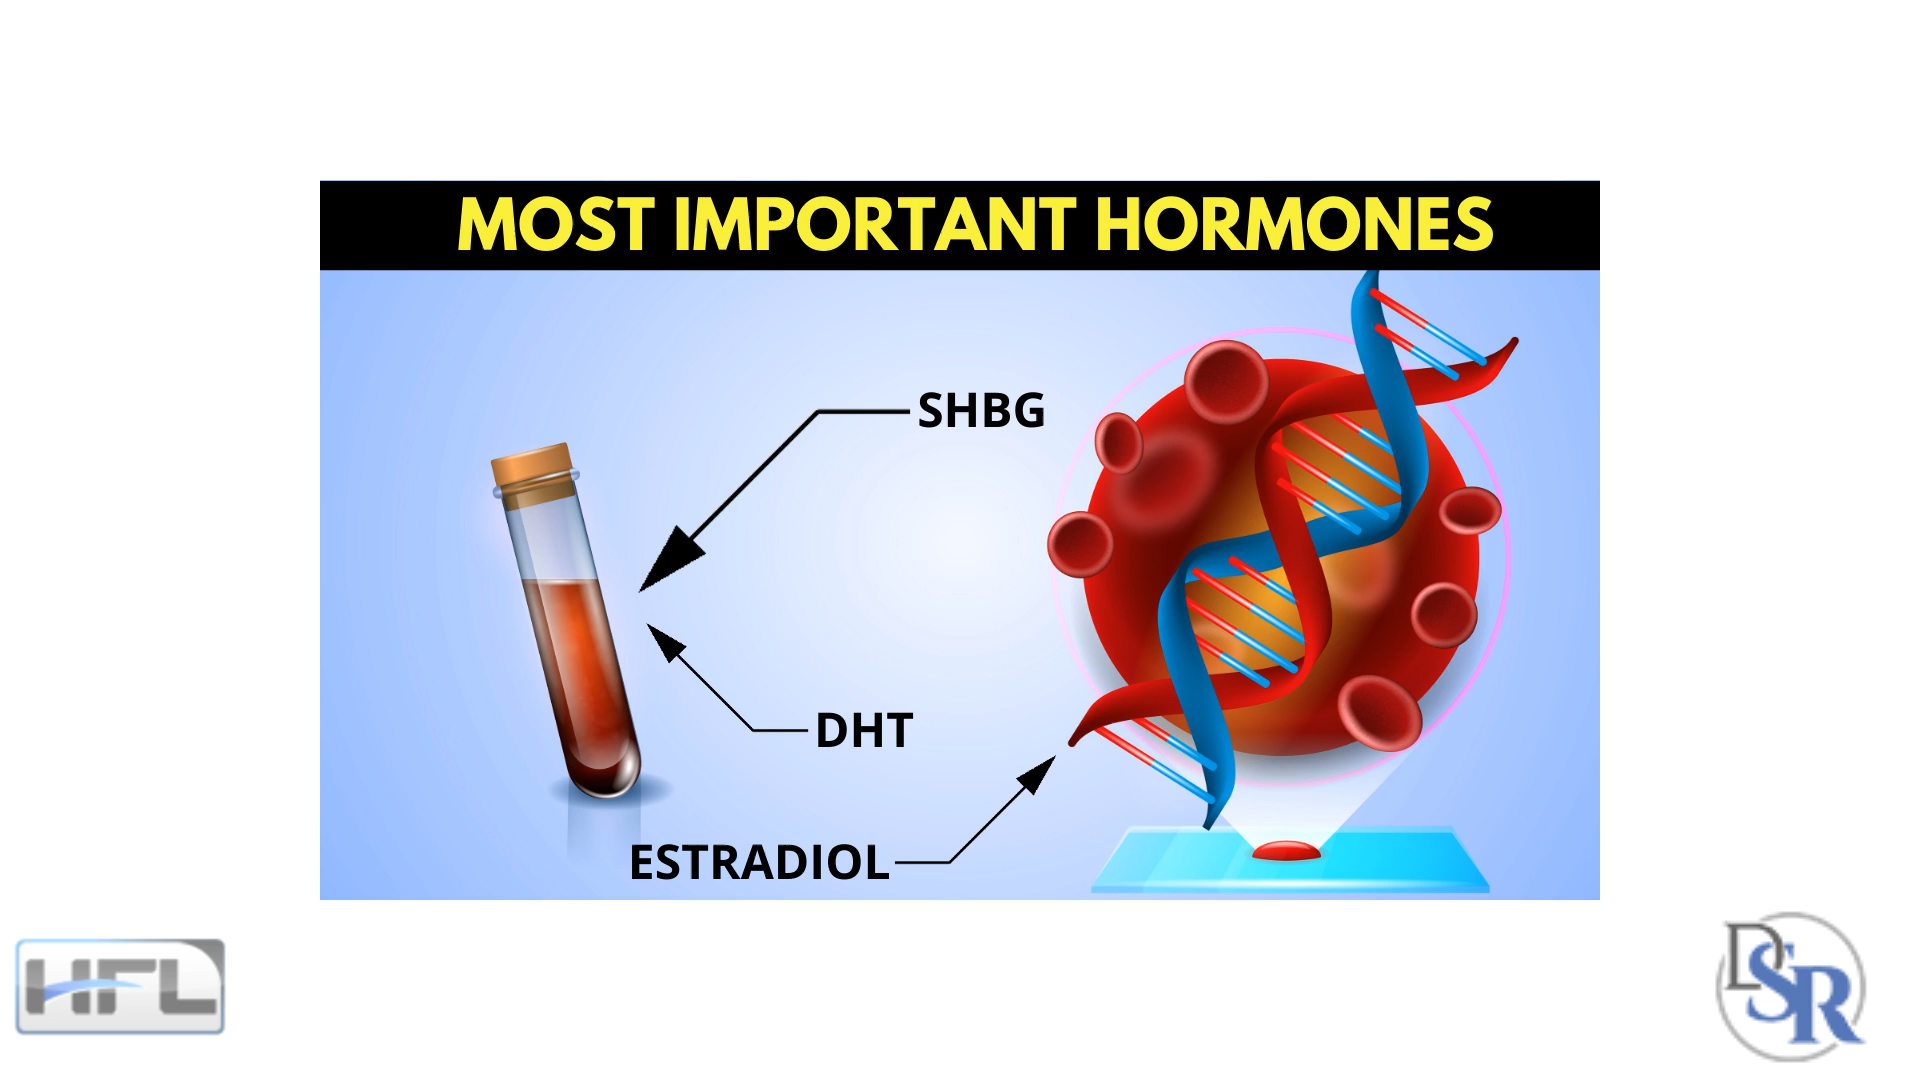 MOST IMPORTANT HORMONES
SHBG
DHT
ESTRADIOL
HFL
DSR